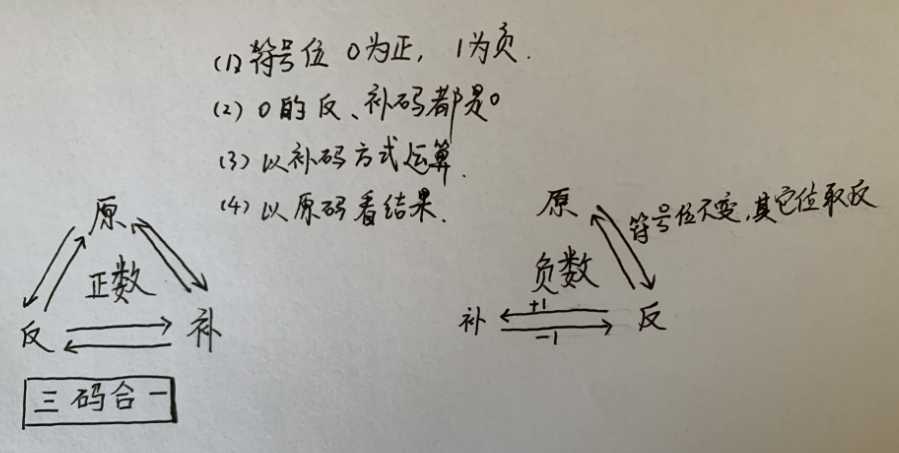 (1) 符号位 0为正, 1为负.
(2) 0的反、补码都是0
(3) 以补码方式运算.
(4) 以原码看结果.
原
正数
反
补
三码合一
原
符号位不变,其它位取反
负数
补
+1
-1
反